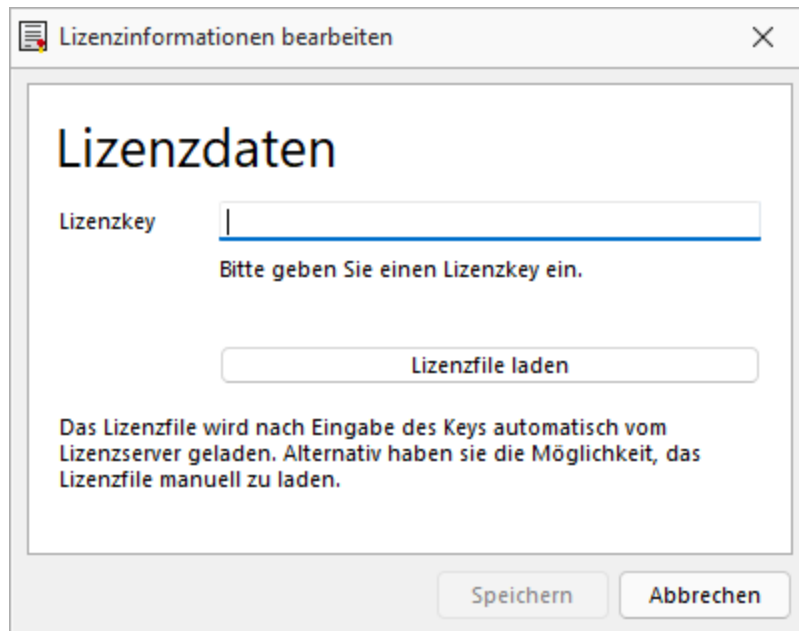 Lizenzinformationen bearbeiten
Lizenzdaten
Lizenzkey
Bitte geben Sie einen Lizenzkey ein.
Lizenzfile laden
Das Lizenzfile wird nach Eingabe des Keys automatisch vom
Lizenzserver geladen. Alternativ haben sie die Möglichkeit, das
Lizenzfile manuell zu laden.
Speichern
Abbrechen